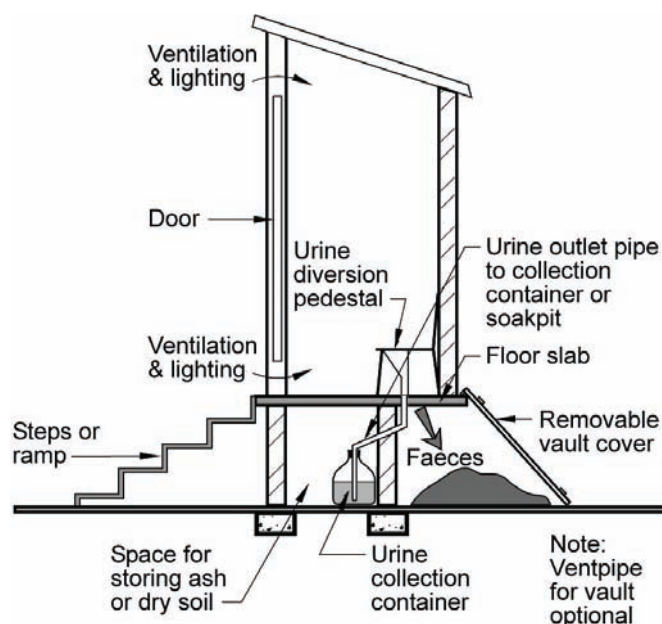 Ventilation
& lighting
Door
Urine
diversion
pedestal
Urine outlet pipe
to collection
container or
soakpit
Ventilation
& lighting
Floor slab
Steps or
ramp
Removable
vault cover
Faeces
Space for
storing ash
or dry soil
Urine
collection
container
Note:
Ventpipe
for vault
optional